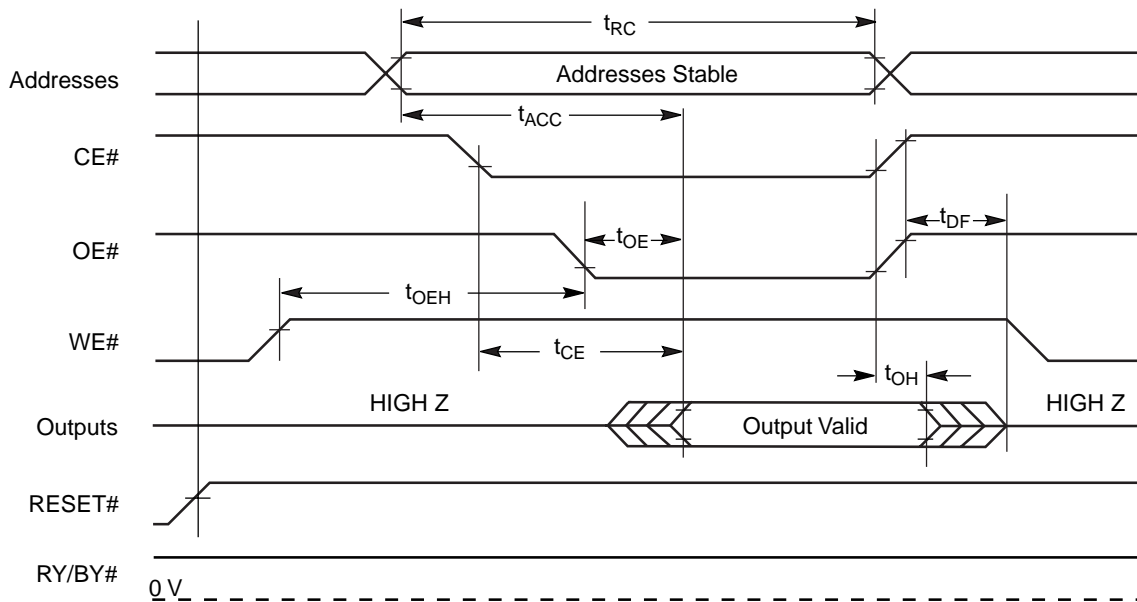 tRC
Addresses
Addresses Stable
tACC
CE#
tDF
OE#
tOE
tOEH
WE#
tCE
tOH
HIGH Z
HIGH Z
Outputs
Output Valid
RESET#
RY/BY#
0 V